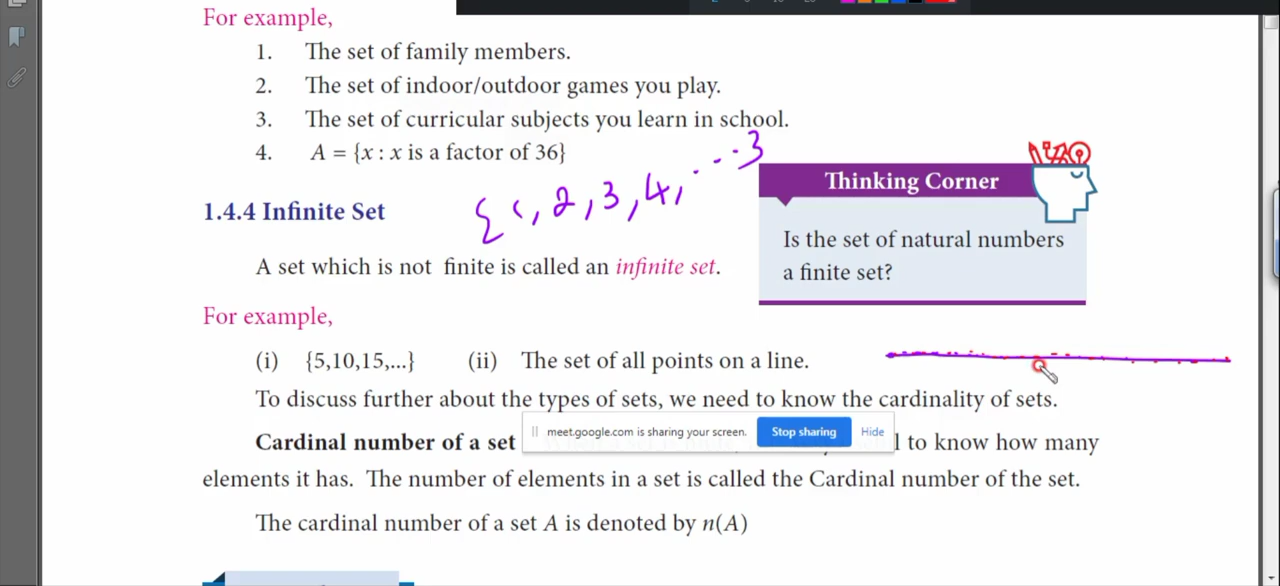 For example,
1. The set of family members.
2. The set of indoor/outdoor games you play.
3. The set of curricular subjects you learn in school.
4. A = {x : x is a factor of 36}
{1, 2, 3, 4, ...}
Thinking Corner
Is the set of natural numbers
a finite set?
1.4.4 Infinite Set
A set which is not finite is called an infinite set.
For example,
(i) {5,10,15,...} (ii) The set of all points on a line.
To discuss further about the types of sets, we need to know the cardinality of sets.
meet.google.com is sharing your screen. Stop sharing Hide
Cardinal number of a set to know how many
elements it has. The number of elements in a set is called the Cardinal number of the set.
The cardinal number of a set A is denoted by n(A)